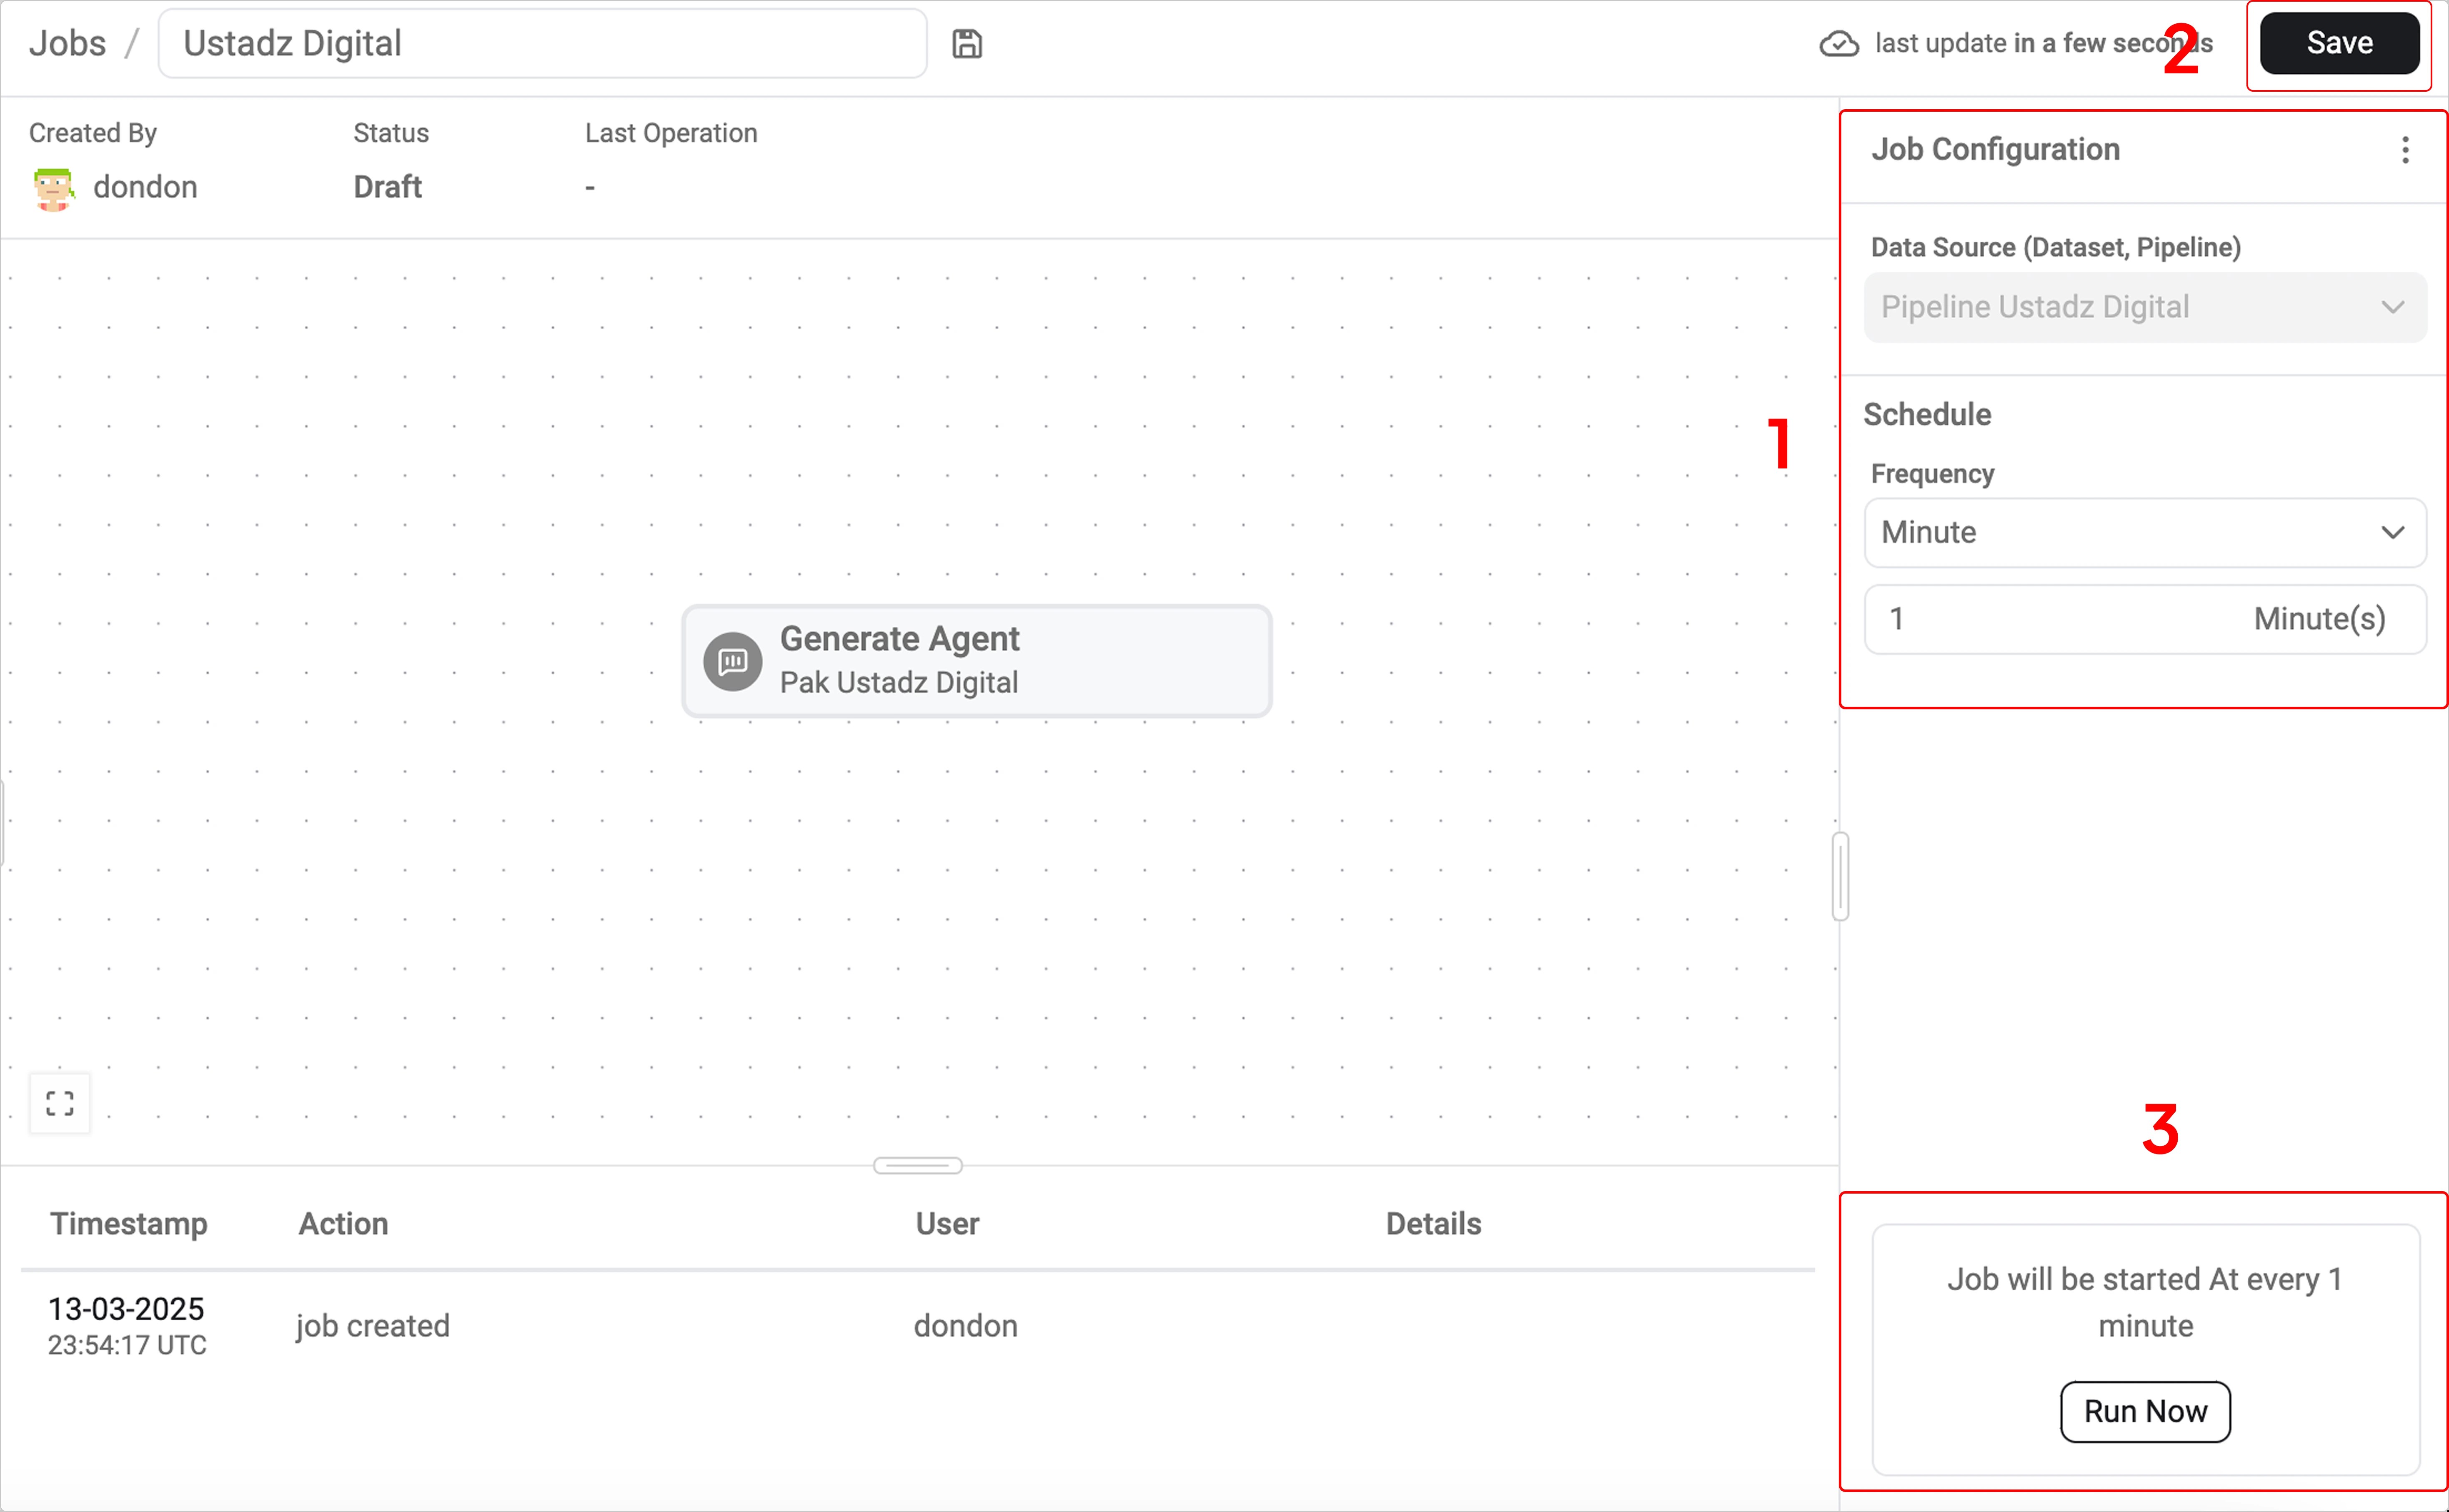 Jobs / Ustadz Digital
last update in a few seconds
2
Save
Created By
Status
Last Operation
dondon
Draft
-
Job Configuration
Data Source (Dataset, Pipeline)
Pipeline Ustadz Digital
1
Schedule
Frequency
Minute
1
Minute(s)
Generate Agent
Pak Ustadz Digital
3
Timestamp
Action
User
Details
13-03-2025
23:54:17 UTC
job created
dondon
Job will be started At every 1
minute
Run Now